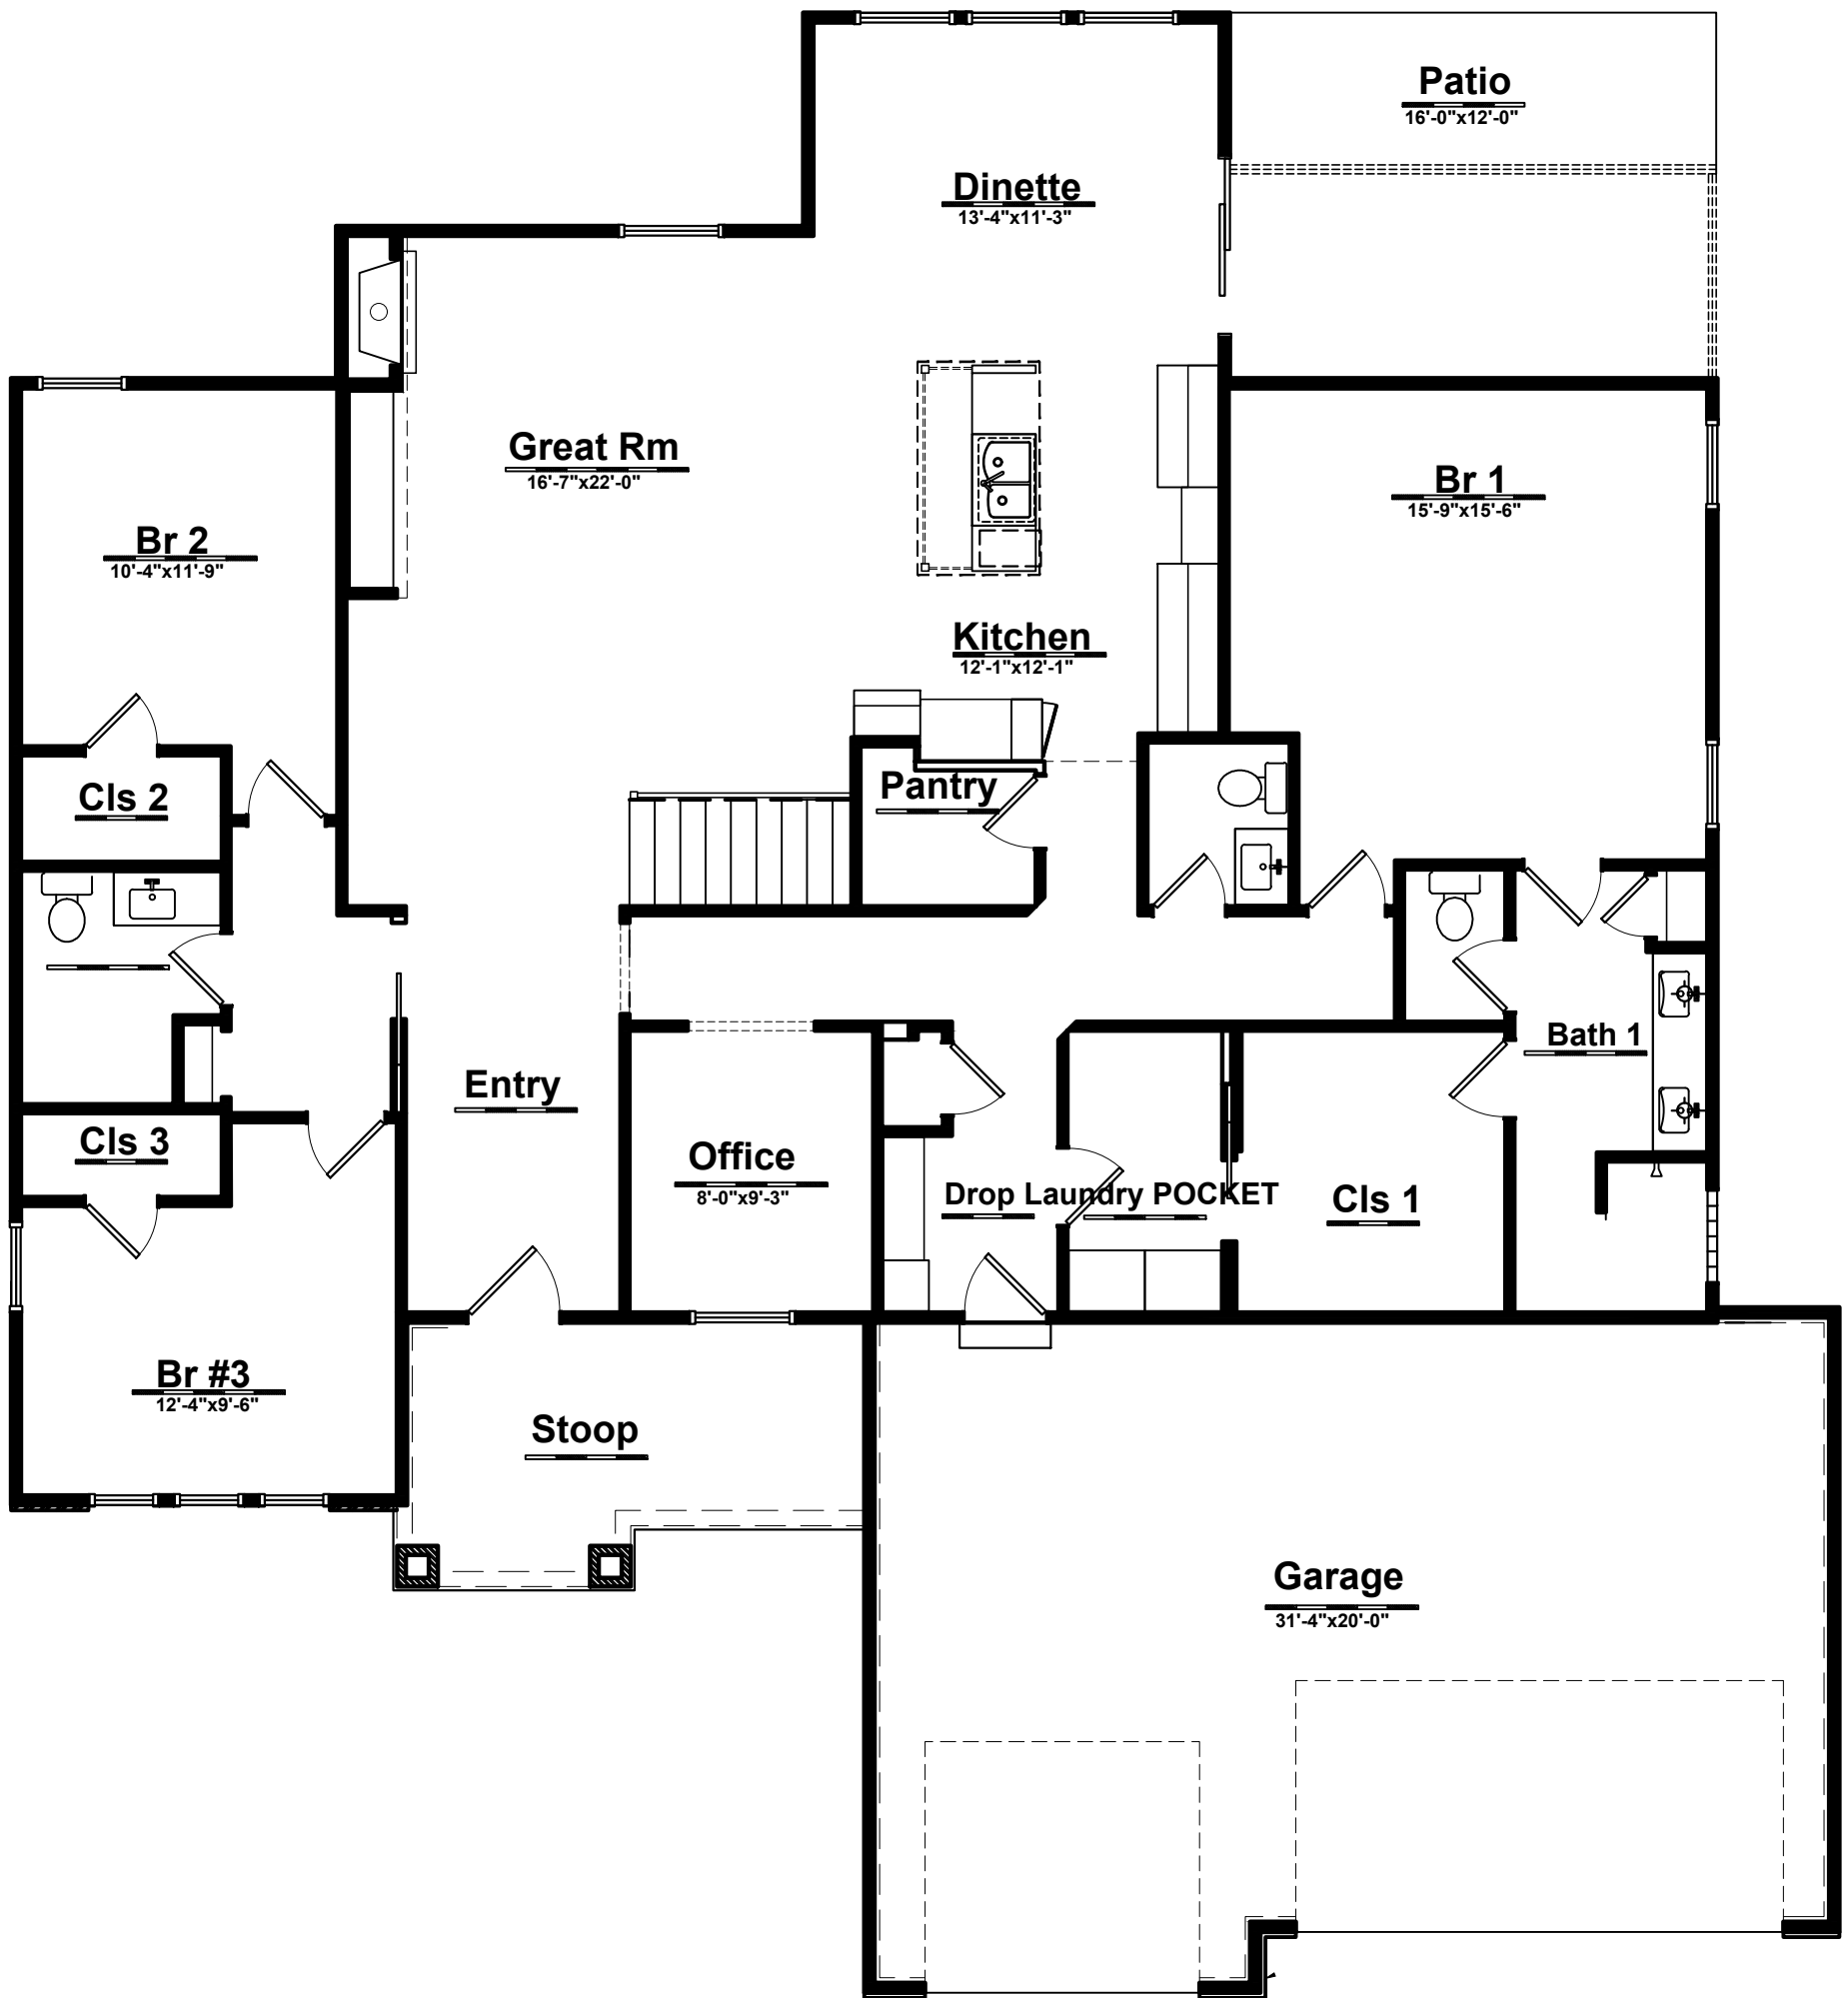 Patio
16'-0"x12'-0"
Dinette
13'-4"x11'-3"
Great Rm
16'-7"x22'-0"
Br 1
15'-9"x15'-6"
Br 2
10'-4"x11'-9"
Kitchen
12'-1"x12'-1"
Cls 2
Pantry
Bath 1
Entry
Cls 3
Office
8'-0"x9'-3"
Drop Laundry POCKET
Cls 1
Br #3
12'-4"x9'-6"
Stoop
Garage
31'-4"x20'-0"